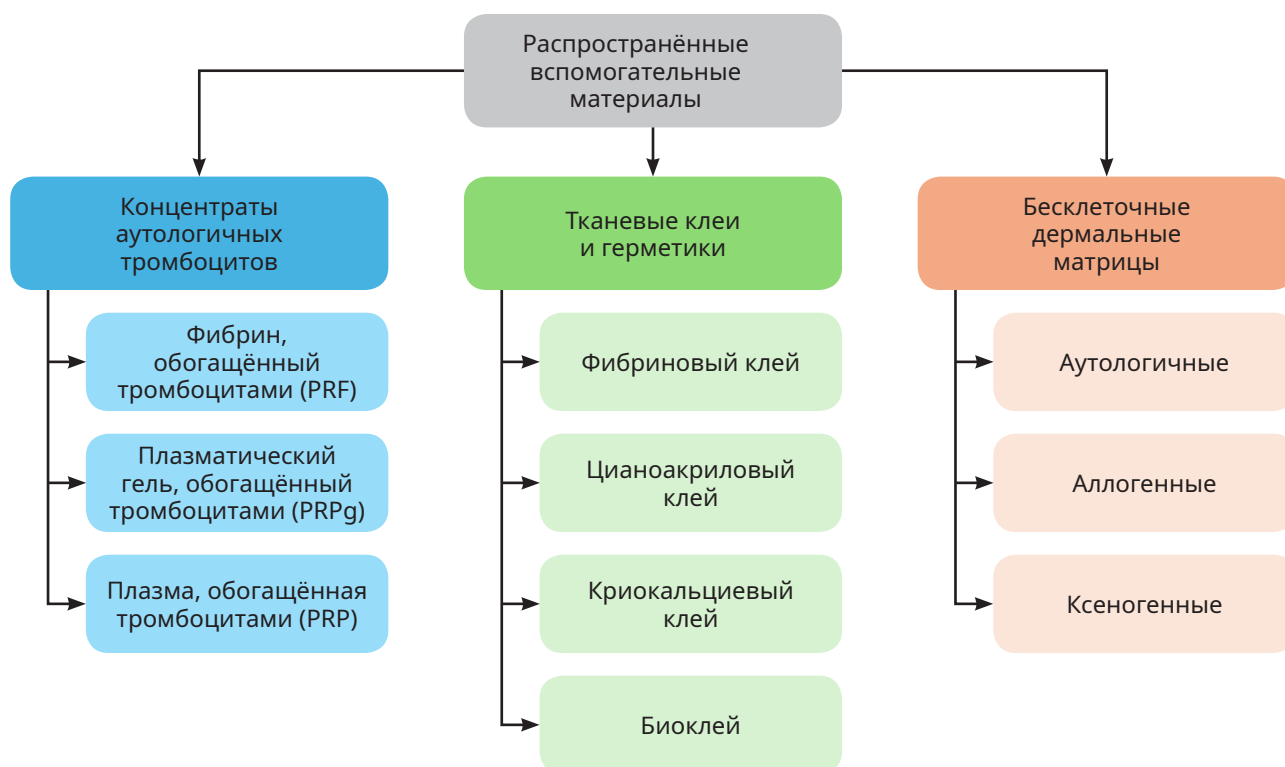 Распространённые
вспомогательные
материалы
Концентраты
аутологичных
тромбоцитов
Фибрин,
обогащённый
тромбоцитами (PRF)
Плазматический
гель, обогащённый
тромбоцитами (PRPg)
Плазма, обогащённая
тромбоцитами (PRP)
Тканевые клеи
и герметики
Фибриновый клей
Цианоакриловый
клей
Криокальциевый
клей
Биоклей
Бесклеточные
дермальные
матрицы
Аутологичные
Аллогенные
Ксеногенные